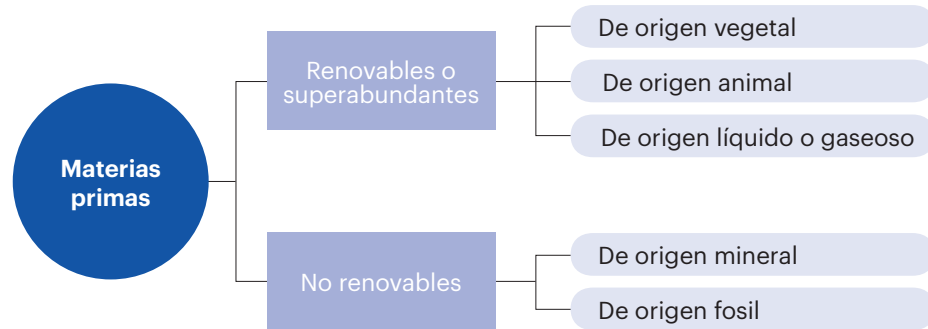 Materias
primas
Renovables o
superabundantes
De origen vegetal
De origen animal
De origen líquido o gaseoso
No renovables
De origen mineral
De origen fosil